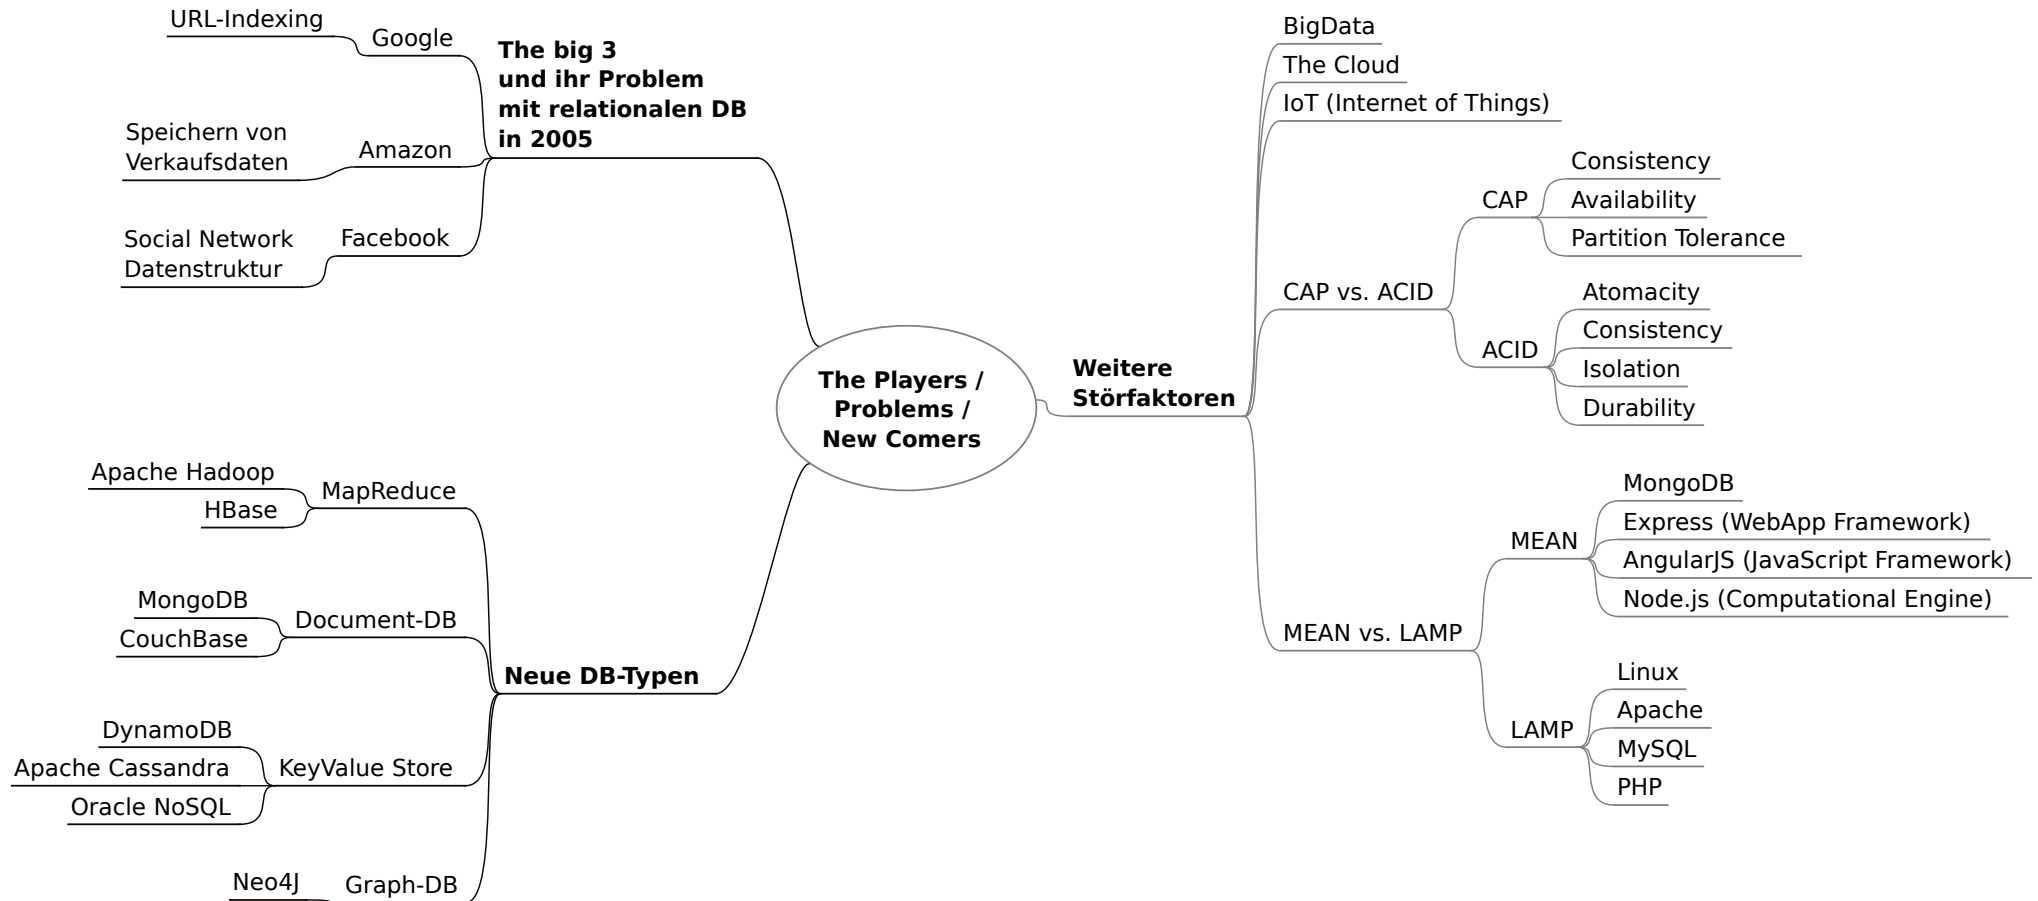 The Players /
Problems /
New Comers
The big 3
und ihr Problem
mit relationalen DB
in 2005
Google
URL-Indexing
Amazon
Speichern von
Verkaufsdaten
Facebook
Social Network
Datenstruktur
Neue DB-Typen
MapReduce
Apache Hadoop
HBase
Document-DB
MongoDB
CouchBase
KeyValue Store
DynamoDB
Apache Cassandra
Oracle NoSQL
Graph-DB
Neo4J
Weitere
Störfaktoren
BigData
The Cloud
IoT (Internet of Things)
CAP vs. ACID
CAP
Consistency
Availability
Partition Tolerance
ACID
Atomacity
Consistency
Isolation
Durability
MEAN vs. LAMP
MEAN
MongoDB
Express (WebApp Framework)
AngularJS (JavaScript Framework)
Node.js (Computational Engine)
LAMP
Linux
Apache
MySQL
PHP